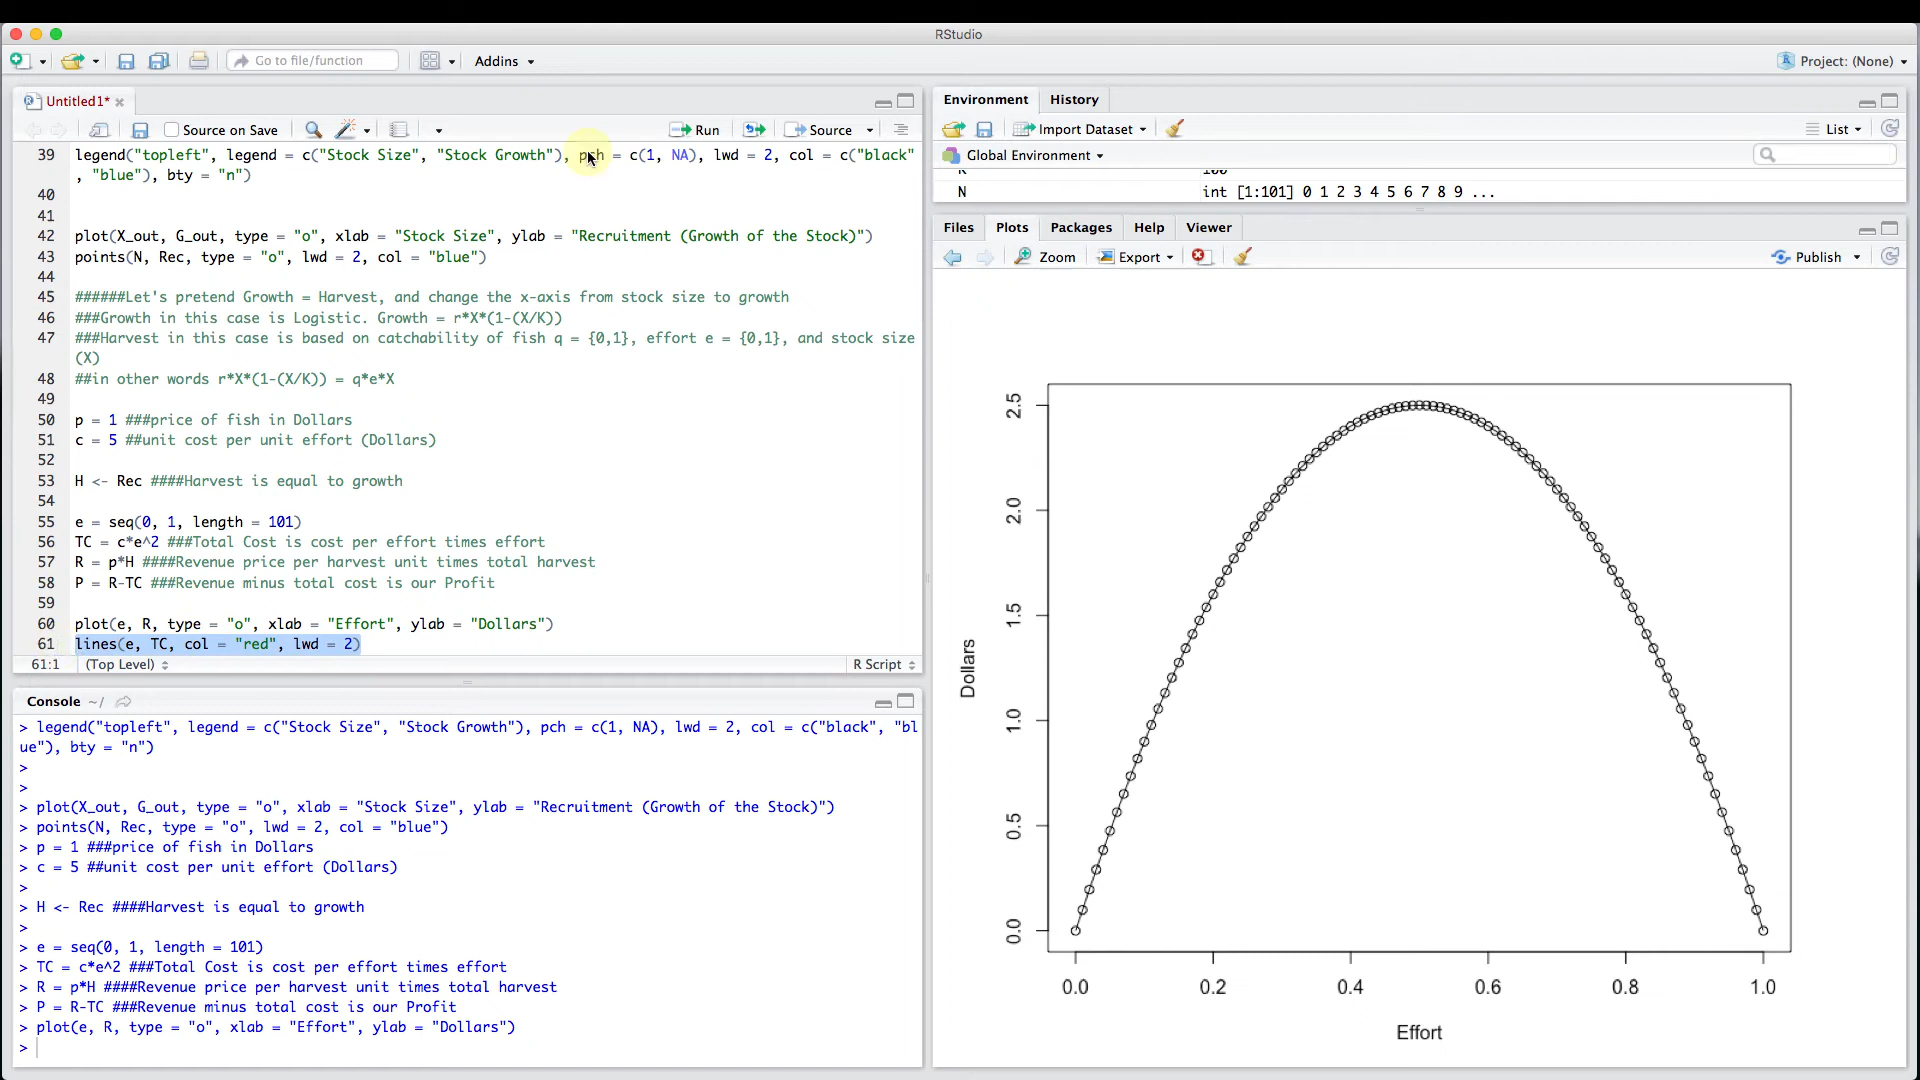 RStudio
Go to file/function
Addins
Project: (None)
Untitled1*
Source on Save
Run
Source
39 legend("topleft", legend = c("Stock Size", "Stock Growth"), pch = c(1, NA), lwd = 2, col = c("black"
, "blue"), bty = "n")
40
41
42 plot(X_out, G_out, type = "o", xlab = "Stock Size", ylab = "Recruitment (Growth of the Stock)")
43 points(N, Rec, type = "o", lwd = 2, col = "blue")
44
45 ######Let's pretend Growth = Harvest, and change the x-axis from stock size to growth
46 ###Growth in this case is Logistic. Growth = r*X*(1-(X/K))
47 ###Harvest in this case is based on catchability of fish q = {0,1}, effort e = {0,1}, and stock size
(X)
48 ##in other words r*X*(1-(X/K)) = q*e*X
49
50 p = 1 ###price of fish in Dollars
51 c = 5 ##unit cost per unit effort (Dollars)
52
53 H <- Rec ####Harvest is equal to growth
54
55 e = seq(0, 1, length = 101)
56 TC = c*e^2 ###Total Cost is cost per effort times effort
57 R = p*H ####Revenue price per harvest unit times total harvest
58 P = R-TC ###Revenue minus total cost is our Profit
59
60 plot(e, R, type = "o", xlab = "Effort", ylab = "Dollars")
61 lines(e, TC, col = "red", lwd = 2)
61:1 (Top Level) R Script
Console ~/
> legend("topleft", legend = c("Stock Size", "Stock Growth"), pch = c(1, NA), lwd = 2, col = c("black", "bl
ue"), bty = "n")
>
>
> plot(X_out, G_out, type = "o", xlab = "Stock Size", ylab = "Recruitment (Growth of the Stock)")
> points(N, Rec, type = "o", lwd = 2, col = "blue")
> p = 1 ###price of fish in Dollars
> c = 5 ##unit cost per unit effort (Dollars)
>
> H <- Rec ####Harvest is equal to growth
>
> e = seq(0, 1, length = 101)
> TC = c*e^2 ###Total Cost is cost per effort times effort
> R = p*H ####Revenue price per harvest unit times total harvest
> P = R-TC ###Revenue minus total cost is our Profit
> plot(e, R, type = "o", xlab = "Effort", ylab = "Dollars")
>
Environment History
Import Dataset List
Global Environment
N int [1:101] 0 1 2 3 4 5 6 7 8 9 ...
Files Plots Packages Help Viewer
Zoom Export Publish
2.5
2.0
1.5
1.0
0.5
0.0
Dollars
0.0 0.2 0.4 0.6 0.8 1.0
Effort